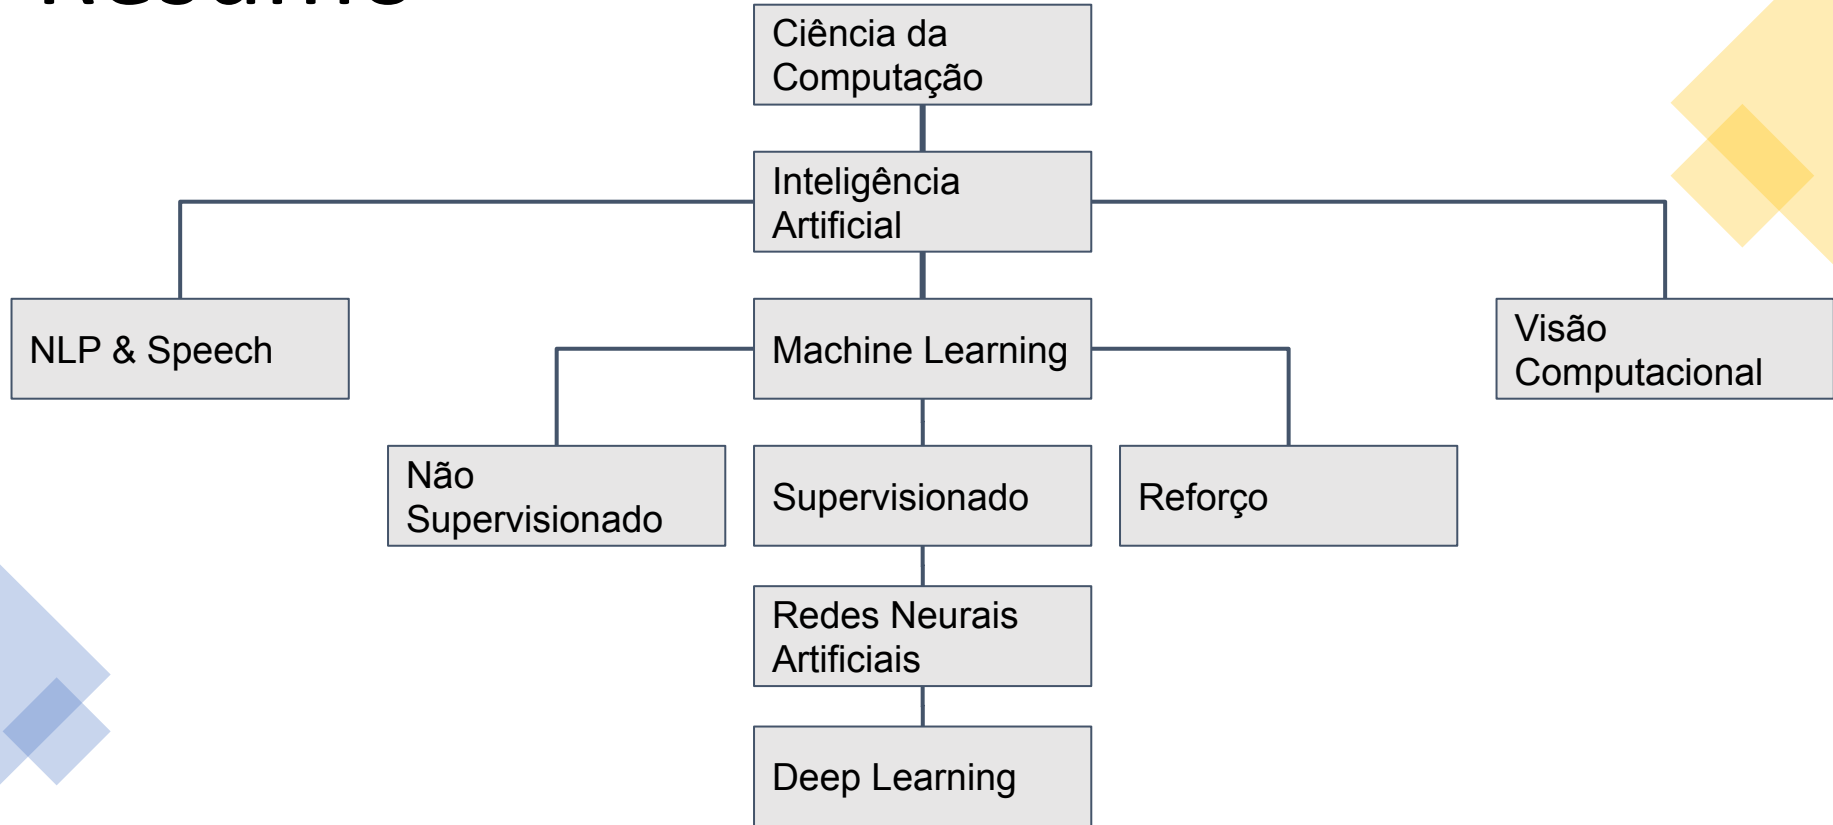 Resumo
Ciência da
Computação
Inteligência
Artificial
NLP & Speech
Machine Learning
Visão
Computacional
Não
Supervisionado
Supervisionado
Reforço
Redes Neurais
Artificiais
Deep Learning